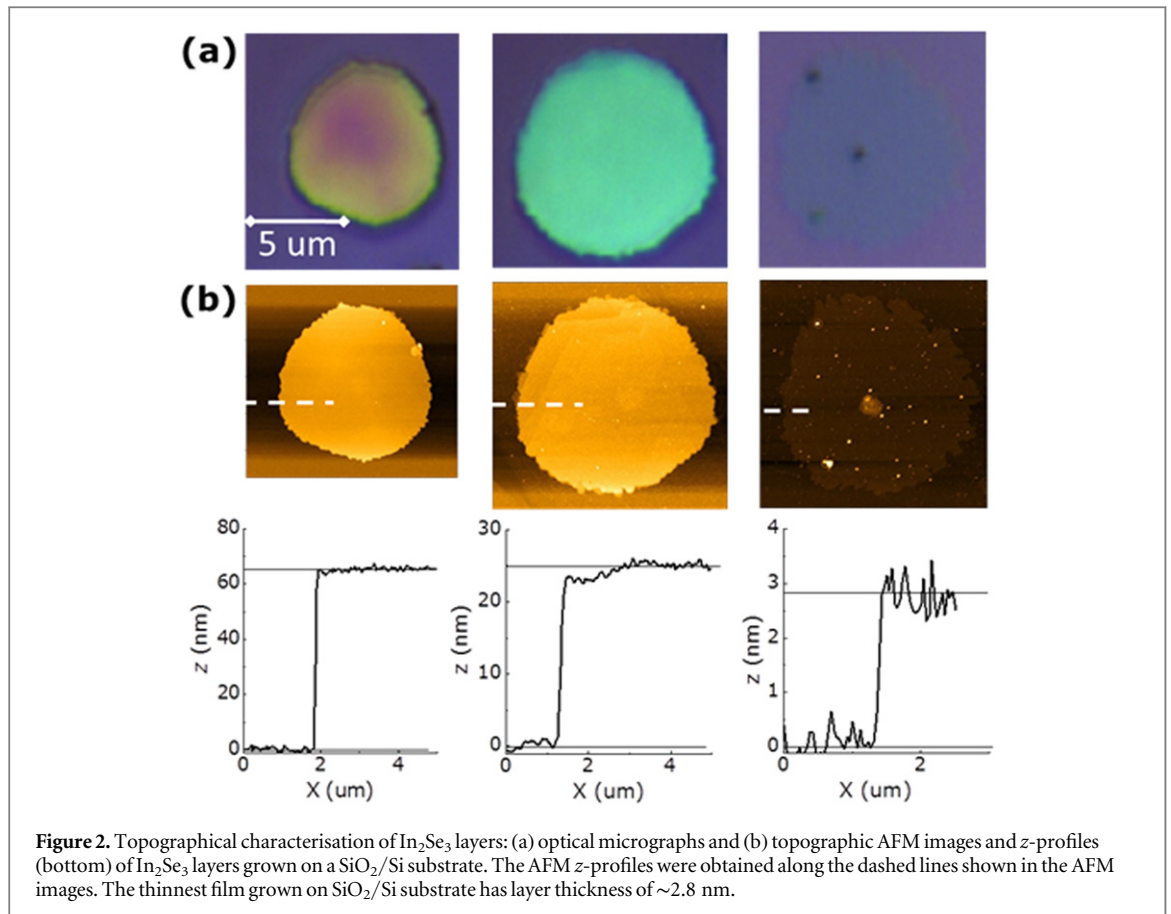 (a)
5 um
(b)
80
60
40
20
0
z (nm)
0 2 4
X (um)
30
20
10
0
z (nm)
0 2 4
X (um)
4
3
2
1
0
z (nm)
0 2
X (um)
Figure 2. Topographical characterisation of In₂Se₃ layers: (a) optical micrographs and (b) topographic AFM images and z-profiles
(bottom) of In₂Se₃ layers grown on a SiO₂/Si substrate. The AFM z-profiles were obtained along the dashed lines shown in the AFM
images. The thinnest film grown on SiO₂/Si substrate has layer thickness of ~2.8 nm.